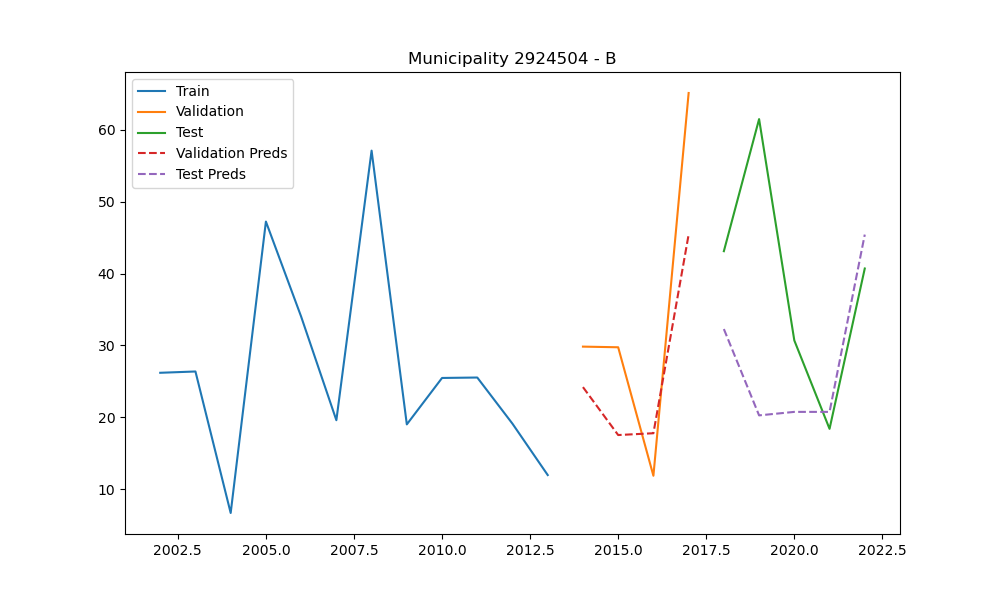 Municipality 2924504 - B
Train
Validation
Test
Validation Preds
Test Preds
60
50
40
30
20
10
2002.5 2005.0 2007.5 2010.0 2012.5 2015.0 2017.5 2020.0 2022.5